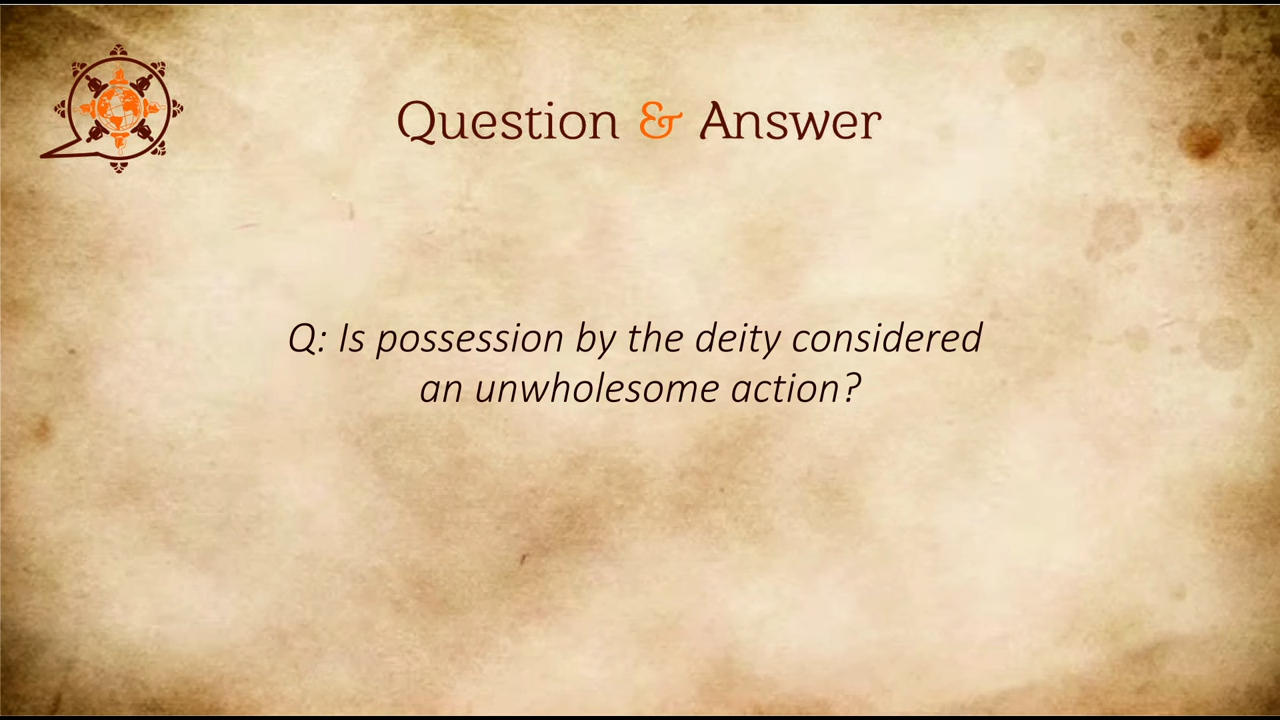 Question & Answer
Q: Is possession by the deity considered
an unwholesome action?